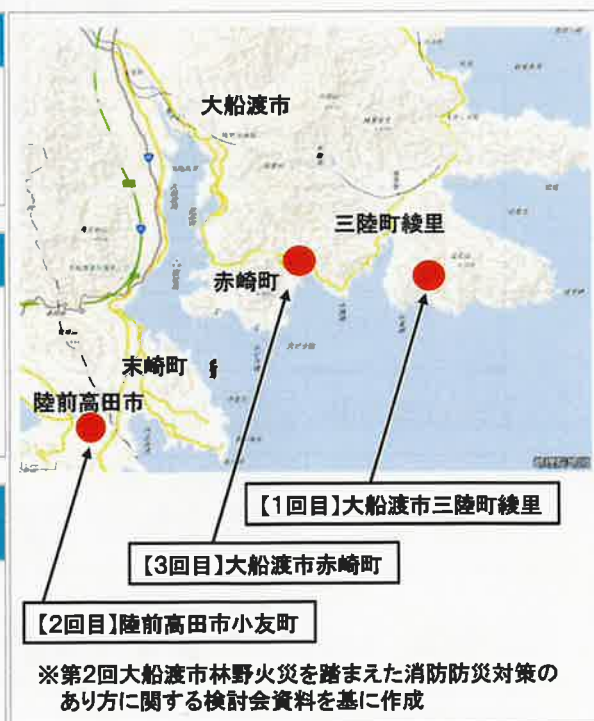 大船渡市
三陸町綾里
赤崎町
末崎町
陸前高田市
【1回目】大船渡市三陸町綾里
【3回目】大船渡市赤崎町
【2回目】陸前高田市小友町
※第2回大船渡市林野火災を踏まえた消防防災対策の
あり方に関する検討会資料を基に作成